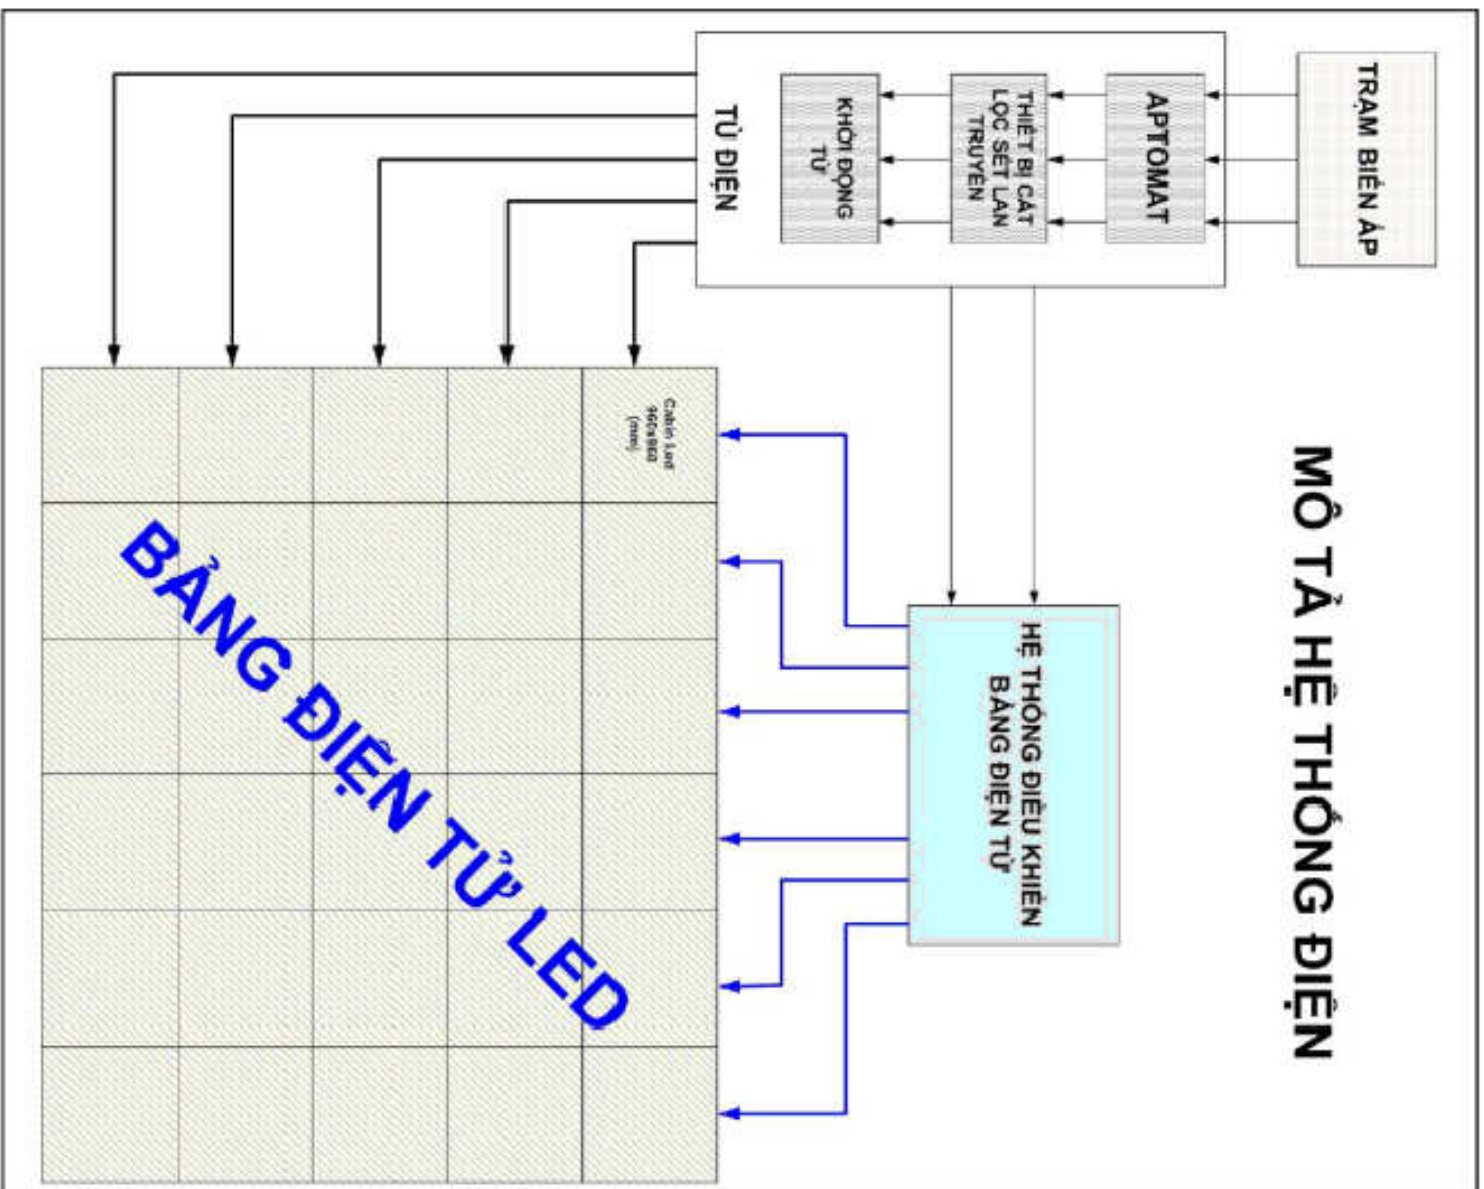 MÔ TẢ HỆ THỐNG ĐIỆN
TRẠM BIẾN ÁP
APTOMAT
THIẾT BỊ CẮT
LỌC SÉT LAN
TRUYỀN
KHỞI ĐỘNG
TỪ
TỦ ĐIỆN
HỆ THỐNG ĐIỀU KHIỂN
BẢNG ĐIỆN TỬ
Cabin Led
960x960
(mm)
BẢNG ĐIỆN TỬ LED